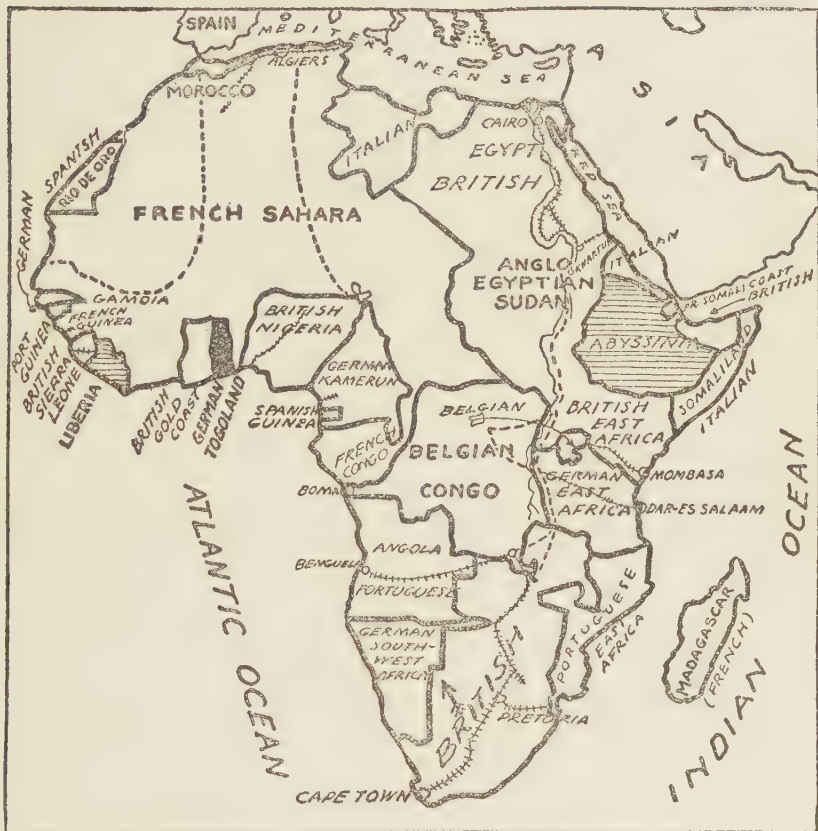 SPAIN
MEDITERRANEAN SEA
ASIA
ALGIERS
MOROCCO
ITALIAN
CAIRO
EGYPT
BRITISH
RED SEA
SPANISH
RIO DE ORO
FRENCH SAHARA
GERMAN
ANGLO
EGYPTIAN
SUDAN
KHARTUM
ITALIAN
FR. SOMALI COAST
BRITISH
GAMBIA
FRENCH
GUINEA
PORT
GUINEA
BRITISH
SIERRA
LEONE
LIBERIA
BRITISH
GOLD
COAST
GERMAN
TOGOLAND
BRITISH
NIGERIA
GERMAN
KAMERUN
ABYSSINIA
SOMALILAND
ITALIAN
SPANISH
GUINEA
FRENCH
CONGO
BELGIAN
BELGIAN
CONGO
BRITISH
EAST
AFRICA
GERMAN
EAST
AFRICA
MOMBASA
DAR-ES SALAAM
BOMA
ATLANTIC OCEAN
ANGOLA
BENGUELA
PORTUGUESE
GERMAN
SOUTH-
WEST
AFRICA
BRITISH
PORTUGUESE
EAST
AFRICA
PRETORIA
CAPE TOWN
MADAGASCAR
(FRENCH)
INDIAN
OCEAN